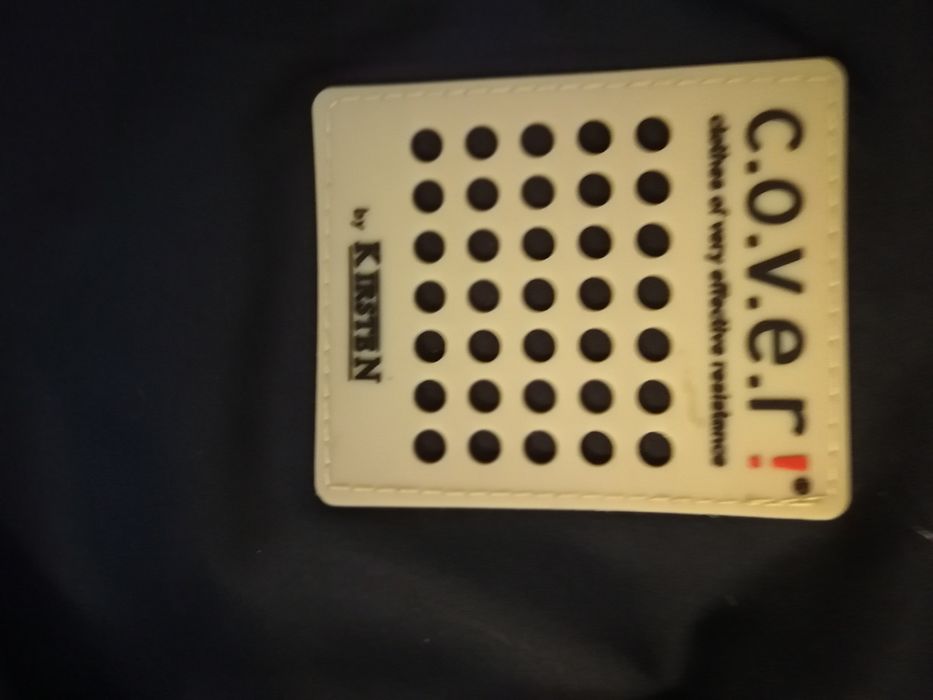 c.o.v.e.r!®
clothes of very effective resistance
by KIRSTEN